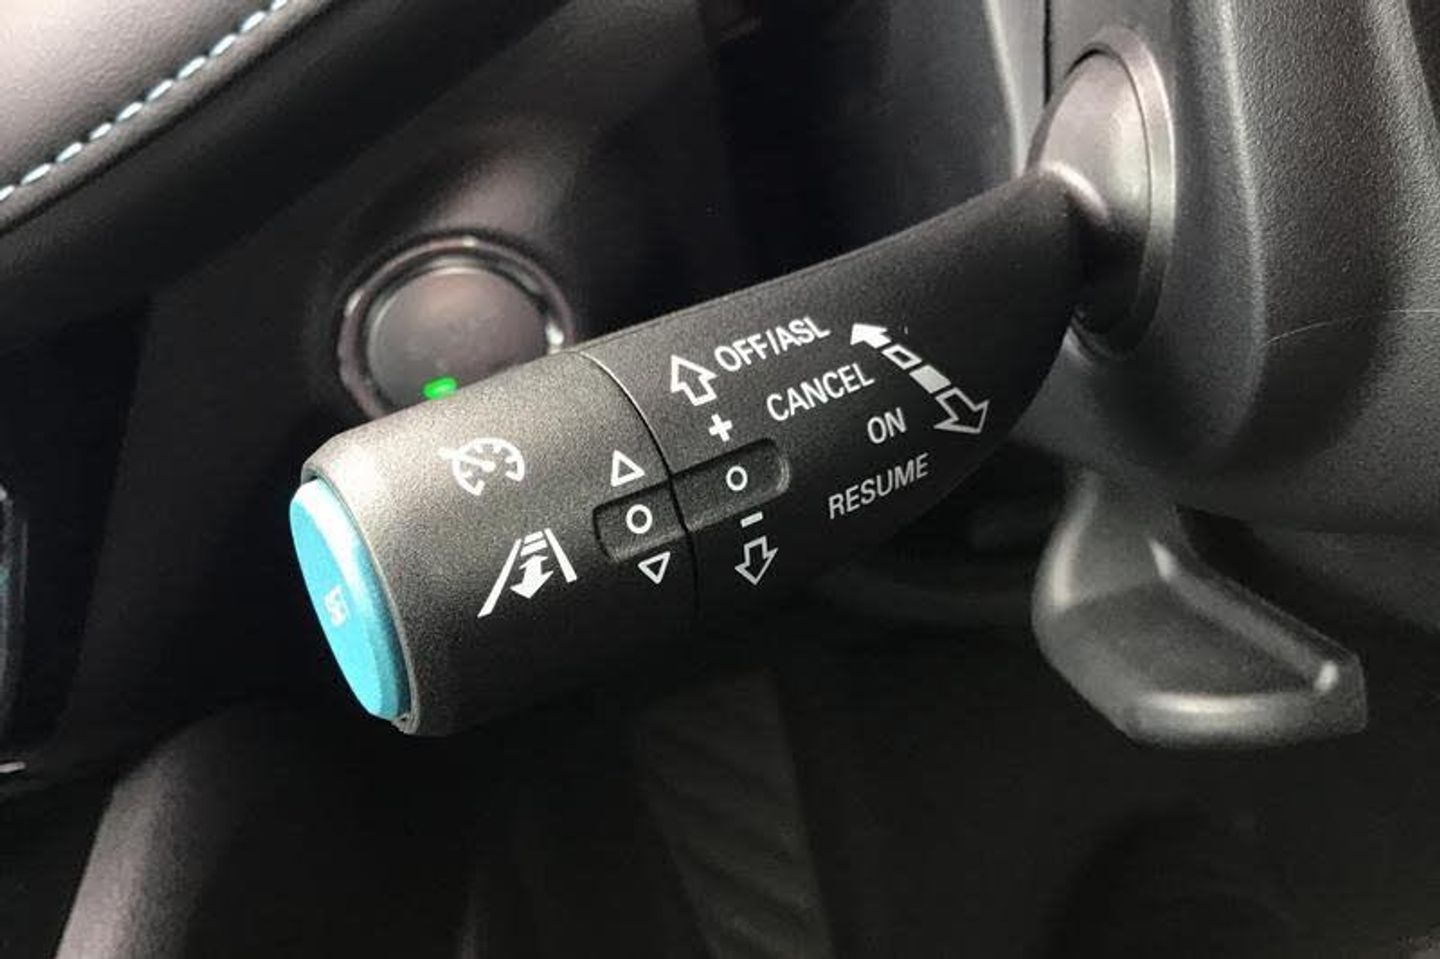 OFF/ASL
CANCEL
+
ON
RESUME
-